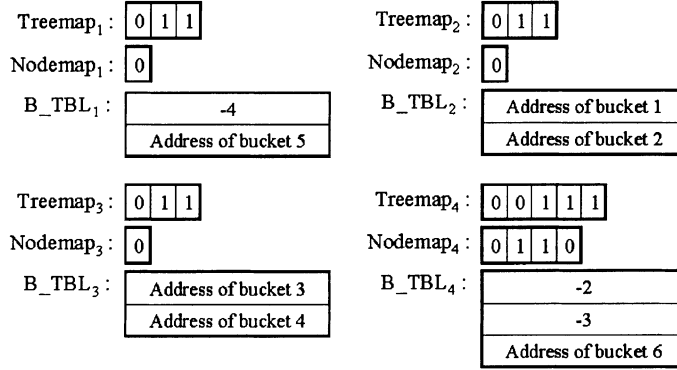 Treemap1 : 0 1 1
Nodemap1 : 0
B_TBL1 : -4
Address of bucket 5
Treemap2 : 0 1 1
Nodemap2 : 0
B_TBL2 : Address of bucket 1
Address of bucket 2
Treemap3 : 0 1 1
Nodemap3 : 0
B_TBL3 : Address of bucket 3
Address of bucket 4
Treemap4 : 0 0 1 1 1
Nodemap4 : 0 1 1 0
B_TBL4 : -2
-3
Address of bucket 6